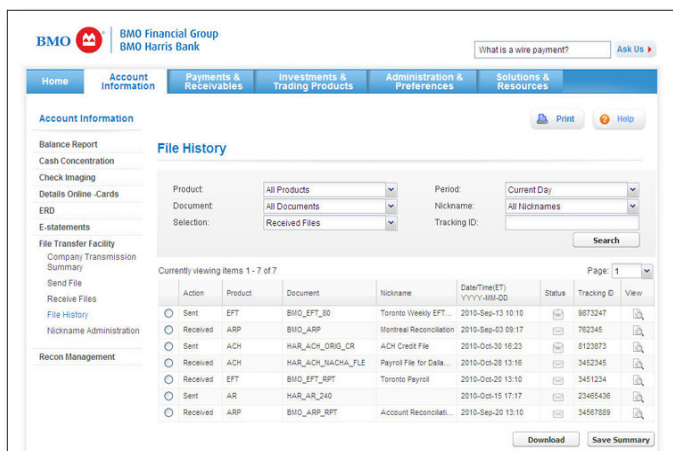 BMO
BMO Financial Group
BMO Harris Bank
What is a wire payment?
Ask Us
Home
Account Information
Payments & Receivables
Investments & Trading Products
Administration & Preferences
Solutions & Resources
Account Information
Print
Help
Balance Report
Cash Concentration
Check Imaging
Details Online -Cards
ERD
E-statements
File Transfer Facility
Company Transmission
Summary
Send File
Receive Files
File History
Nickname Administration
Recon Management
File History
Product: All Products Period: Current Day
Document: All Documents Nickname: All Nicknames
Selection: Received Files Tracking ID:
Search
Currently viewing items 1 - 7 of 7 Page: 1
Action Product Document Nickname Date/Time(ET) YYYY-MM-DD Status Tracking ID View
Sent EFT BMO_EFT_80 Toronto Weekly EFT... 2010-Sep-13 10:10 9873247
Received ARP BMO_ARP Montreal Reconciliation 2010-Sep-03 09:17 762345
Sent ACH HAR_ACH_ORIG_CR ACH Credit File 2010-Oct-30 16:23 8123873
Received ACH HAR_ACH_NACHA_FLE Payroll File for Dalla... 2010-Oct-28 13:16 3452345
Received EFT BMO_EFT_RPT Toronto Payroll 2010-Oct-20 13:10 3451234
Sent AR HAR_AR_240 2010-Oct-15 17:17 23465436
Received ARP BMO_ARP_RPT Account Reconciliati... 2010-Sep-20 13:10 34567889
Download
Save Summary